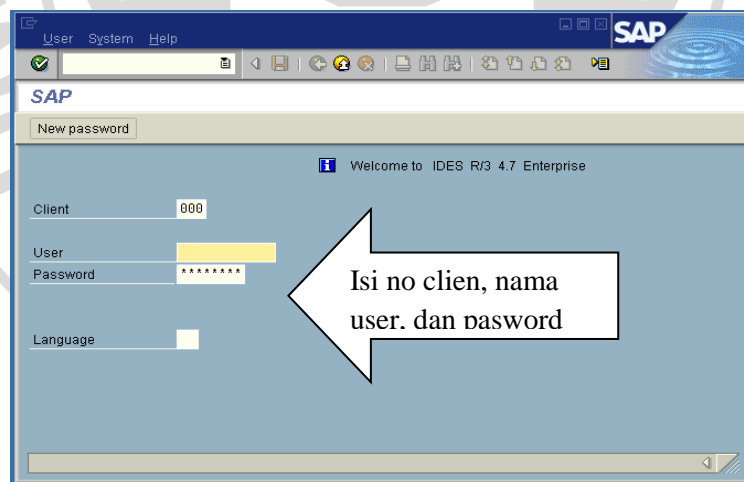 User System Help
SAP
SAP
New password
Welcome to IDES R/3 4.7 Enterprise
Client 000
User
Password ********
Isi no clien, nama
user, dan pasword
Language